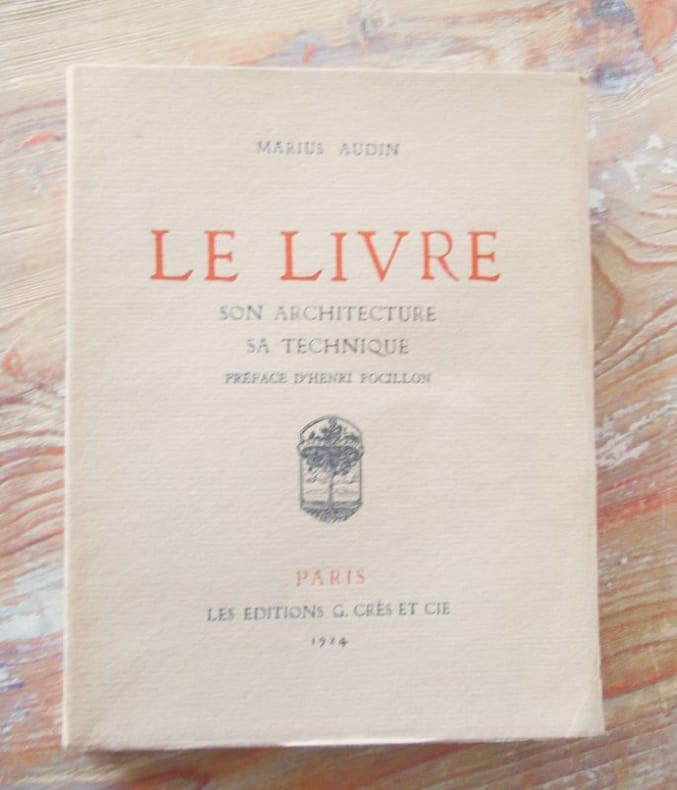 MARIUS AUDIN
LE LIVRE
SON ARCHITECTURE
SA TECHNIQUE
PRÉFACE D'HENRI FOCILLON
PARIS
LES EDITIONS G. CRÈS ET CIE
1924